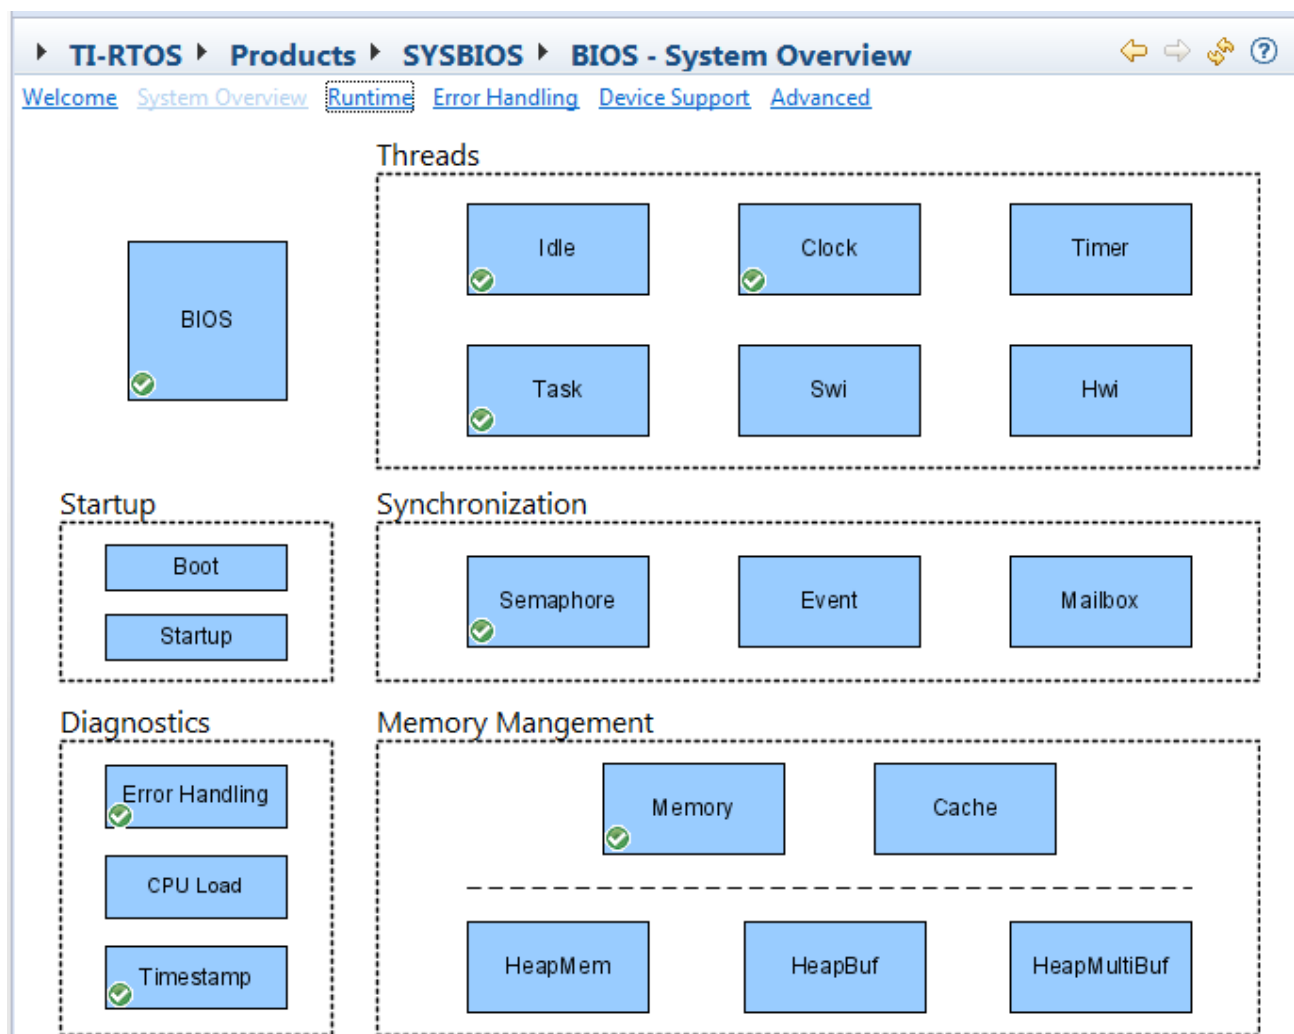 TI-RTOS Products SYSBIOS BIOS - System Overview
Welcome System Overview Runtime Error Handling Device Support Advanced
Threads
Idle Clock Timer
BIOS
Task Swi Hwi
Startup
Boot
Startup
Synchronization
Semaphore Event Mailbox
Diagnostics
Error Handling
CPU Load
Timestamp
Memory Mangement
Memory Cache
HeapMem HeapBuf HeapMultiBuf